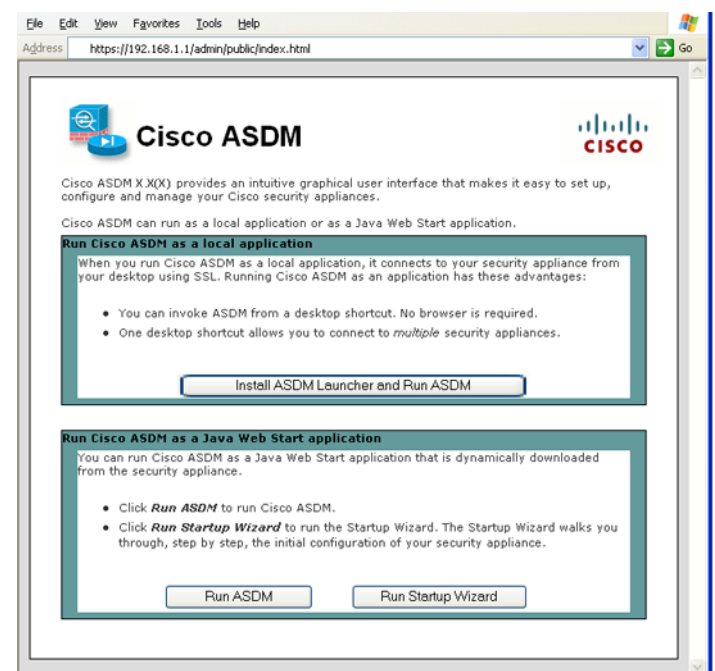 File Edit View Favorites Tools Help
Address https://192.168.1.1/admin/public/index.html Go
Cisco ASDM
CISCO
Cisco ASDM X.X(X) provides an intuitive graphical user interface that makes it easy to set up,
configure and manage your Cisco security appliances.
Cisco ASDM can run as a local application or as a Java Web Start application.
Run Cisco ASDM as a local application
When you run Cisco ASDM as a local application, it connects to your security appliance from
your desktop using SSL. Running Cisco ASDM as an application has these advantages:
• You can invoke ASDM from a desktop shortcut. No browser is required.
• One desktop shortcut allows you to connect to multiple security appliances.
Install ASDM Launcher and Run ASDM
Run Cisco ASDM as a Java Web Start application
You can run Cisco ASDM as a Java Web Start application that is dynamically downloaded
from the security appliance.
• Click Run ASDM to run Cisco ASDM.
• Click Run Startup Wizard to run the Startup Wizard. The Startup Wizard walks you
through, step by step, the initial configuration of your security appliance.
Run ASDM Run Startup Wizard